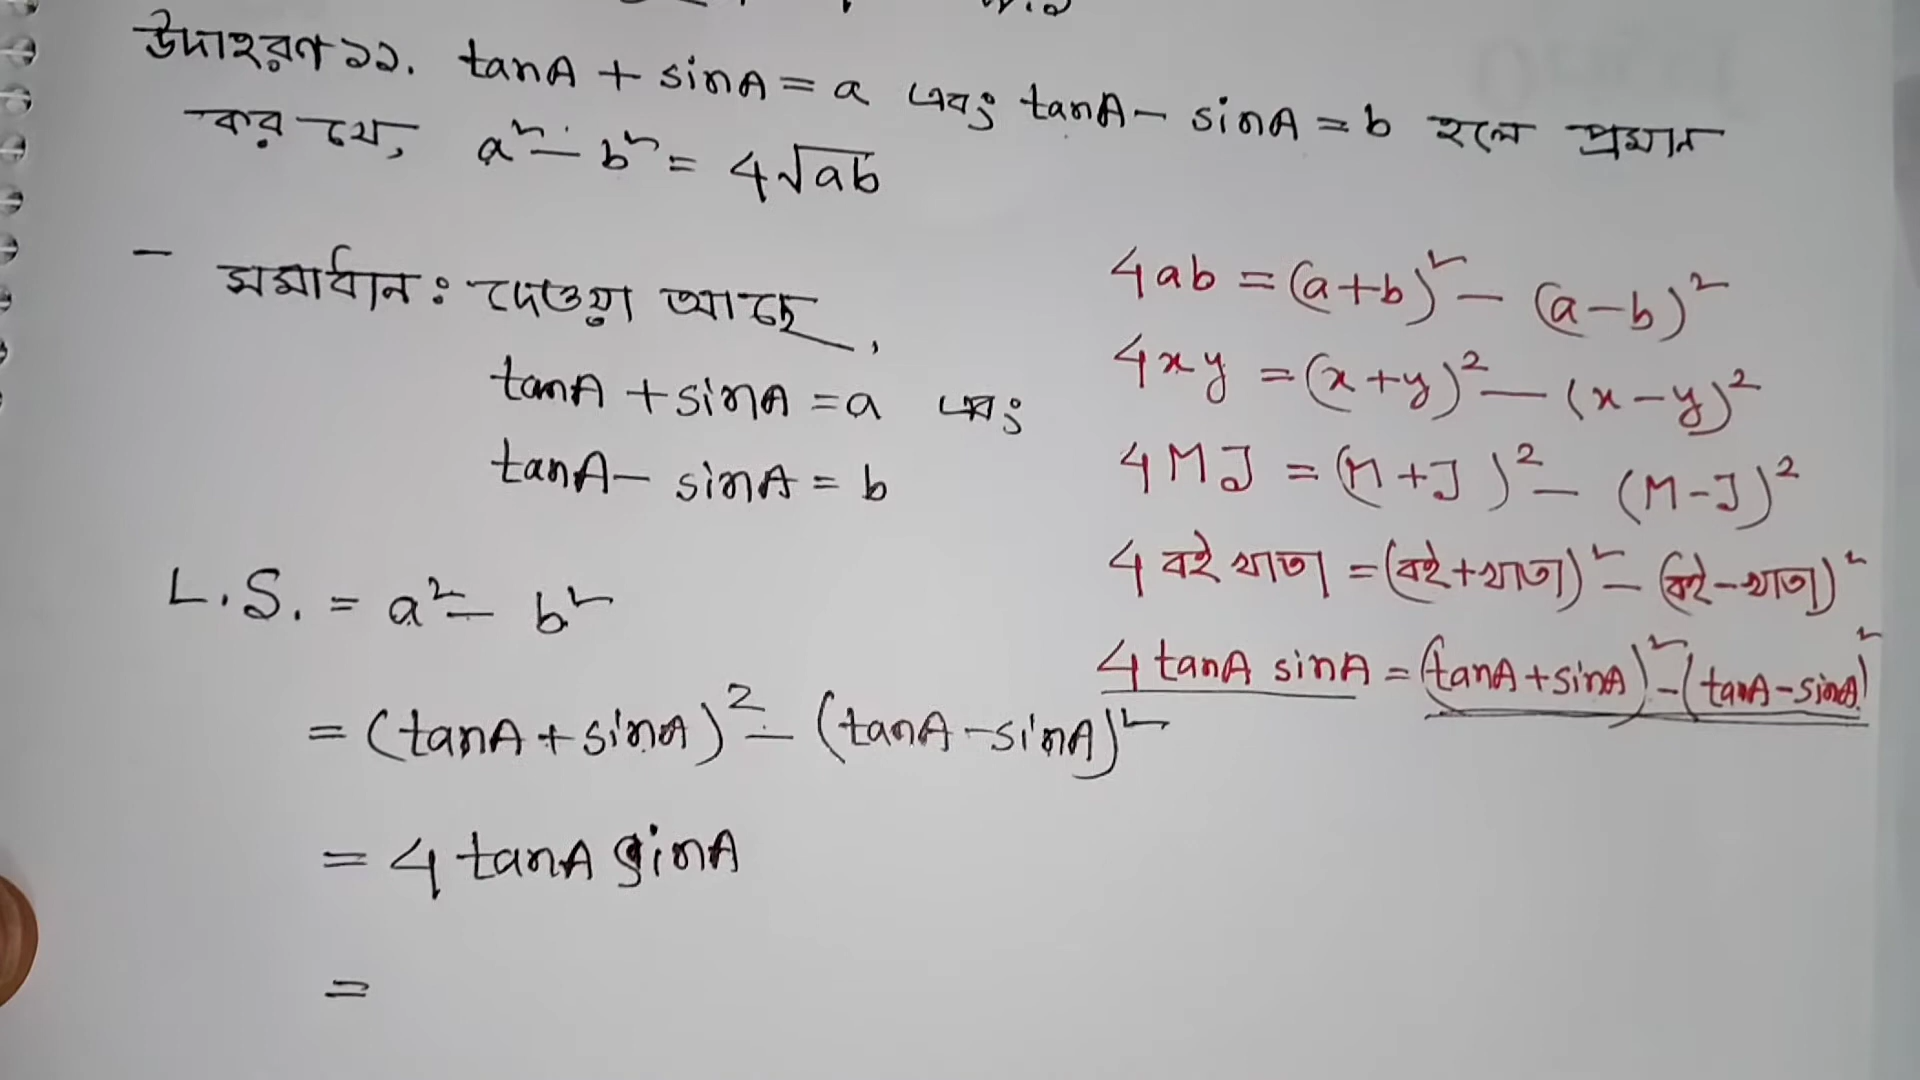 উদাহরণ ১১. tanA + sinA = a এবং tanA - sinA = b হলে প্রমান
কর যে, a² - b² = 4√ab
- সমাধান: দেওয়া আছে,
tanA + sinA = a এবং
tanA - sinA = b
L.S. = a² - b²
= (tanA + sinA)² - (tanA - sinA)²
= 4 tanA sinA
=
4ab = (a+b)² - (a-b)²
4xy = (x+y)² - (x-y)²
4MJ = (M+J)² - (M-J)²
4 বই খাতা = (বই+খাতা)² - (বই-খাতা)²
4 tanA sinA = (tanA+sinA)² - (tanA-sinA)²